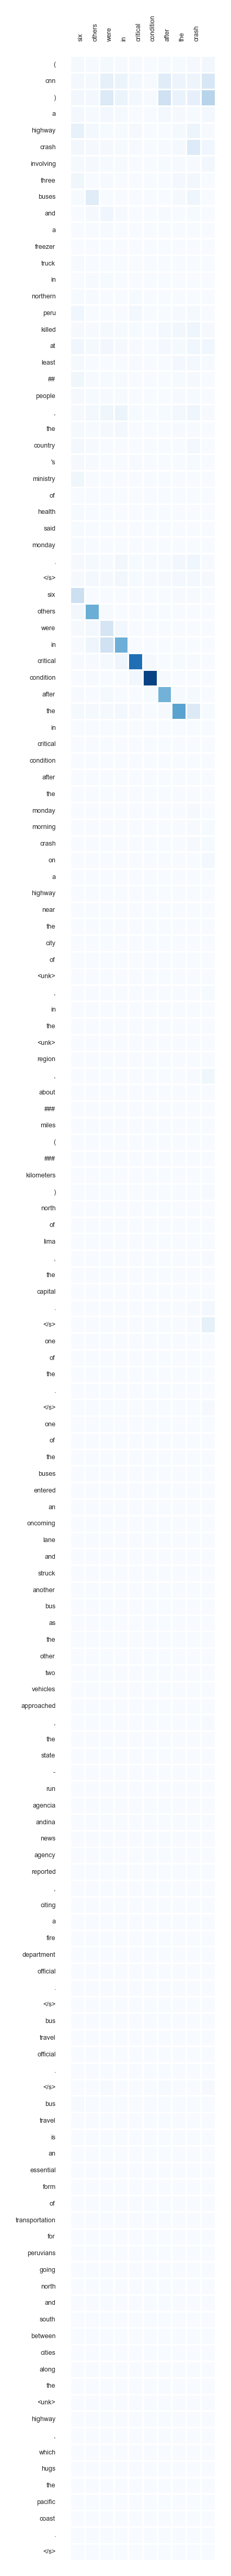 six others were in critical condition after the crash
(
cnn
)
a
highway
crash
involving
three
buses
and
a
freezer
truck
in
northern
peru
killed
at
least
##
people
,
the
country
's
ministry
of
health
said
monday
.
</s>
six
others
were
in
critical
condition
after
the
in
critical
condition
after
the
monday
morning
crash
on
a
highway
near
the
city
of
<unk>
,
in
the
<unk>
region
,
about
###
miles
(
###
kilometers
)
north
of
lima
,
the
capital
.
</s>
one
of
the
.
</s>
one
of
the
buses
entered
an
oncoming
lane
and
struck
another
bus
as
the
other
two
vehicles
approached
,
the
state
-
run
agencia
andina
news
agency
reported
,
citing
a
fire
department
official
.
</s>
bus
travel
official
.
</s>
bus
travel
is
an
essential
form
of
transportation
for
peruvians
going
north
and
south
between
cities
along
the
<unk>
highway
,
which
hugs
the
pacific
coast
.
</s>